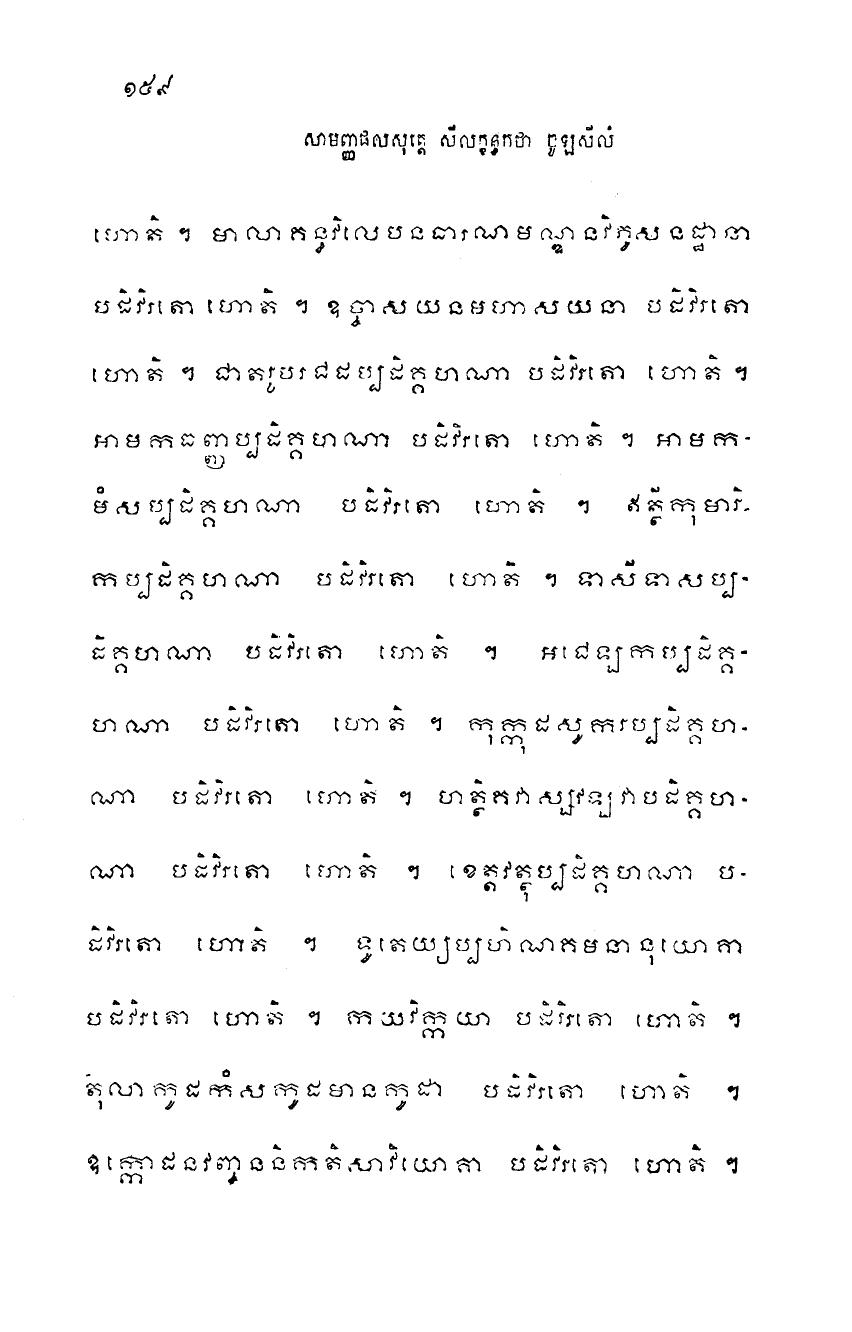 ១៥៩
សាមញ្ញផលសុត្តេ សីលក្ខន្ធកថា ចូឡសីលំ
ហោតិ ។ មាលាគន្ធវិលេបនធារណមណ្ឌនវិភូសនដ្ឋានា
បដិវិរតោ ហោតិ ។ ឧច្ចាសយនមហាសយនា បដិវិរតោ
ហោតិ ។ ជាតរូបរជដប្បដិគ្គហណា បដិវិរតោ ហោតិ ។
អាមកធញ្ញប្បដិគ្គហណា បដិវិរតោ ហោតិ ។ អាមក-
មំសប្បដិគ្គហណា បដិវិរតោ ហោតិ ។ ឥត្ថីកុមារិ-
កប្បដិគ្គហណា បដិវិរតោ ហោតិ ។ ទាសីទាសប្ប-
ដិគ្គហណា បដិវិរតោ ហោតិ ។ អជេឡកប្បដិគ្គ-
ហណា បដិវិរតោ ហោតិ ។ កុក្កុដសូករប្បដិគ្គហ-
ណា បដិវិរតោ ហោតិ ។ ហត្ថិគវាស្សវឡវាបដិគ្គហ-
ណា បដិវិរតោ ហោតិ ។ ខេត្តវត្ថុប្បដិគ្គហណា ប-
ដិវិរតោ ហោតិ ។ ទូតេយ្យប្បហិណគមនានុយោគា
បដិវិរតោ ហោតិ ។ កយវិក្កយា បដិវិរតោ ហោតិ ។
តុលាកូដកំសកូដមានកូដា បដិវិរតោ ហោតិ ។
ឧក្កោដនវញ្ចននិកតិសាវិយោគា បដិវិរតោ ហោតិ ។